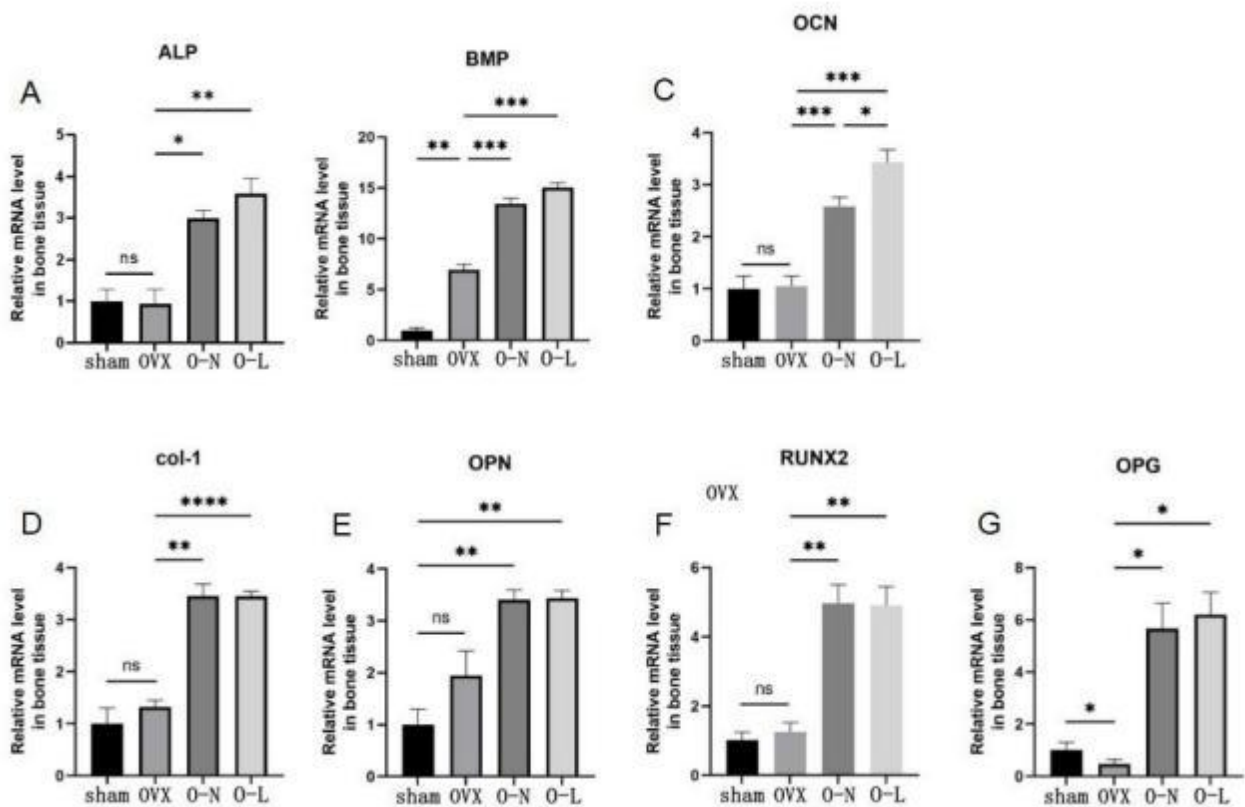 ALP
A
Relative mRNA level
in bone tissue
5
4
3
2
1
0
**
*
ns
sham OVX O-N O-L
BMP
Relative mRNA level
in bone tissue
20
15
10
5
0
***
** ***
sham OVX O-N O-L
OCN
C
Relative mRNA level
in bone tissue
4
3
2
1
0
***
*** *
ns
sham OVX O-N O-L
col-1
D
Relative mRNA level
in bone tissue
4
3
2
1
0
****
**
ns
sham OVX O-N O-L
OPN
E
Relative mRNA level
in bone tissue
4
3
2
1
0
**
**
ns
sham OVX O-N O-L
RUNX2
OVX
F
Relative mRNA level
in bone tissue
8
6
4
2
0
**
**
ns
sham OVX O-N O-L
OPG
G
Relative mRNA level
in bone tissue
8
6
4
2
0
*
*
*
sham OVX O-N O-L